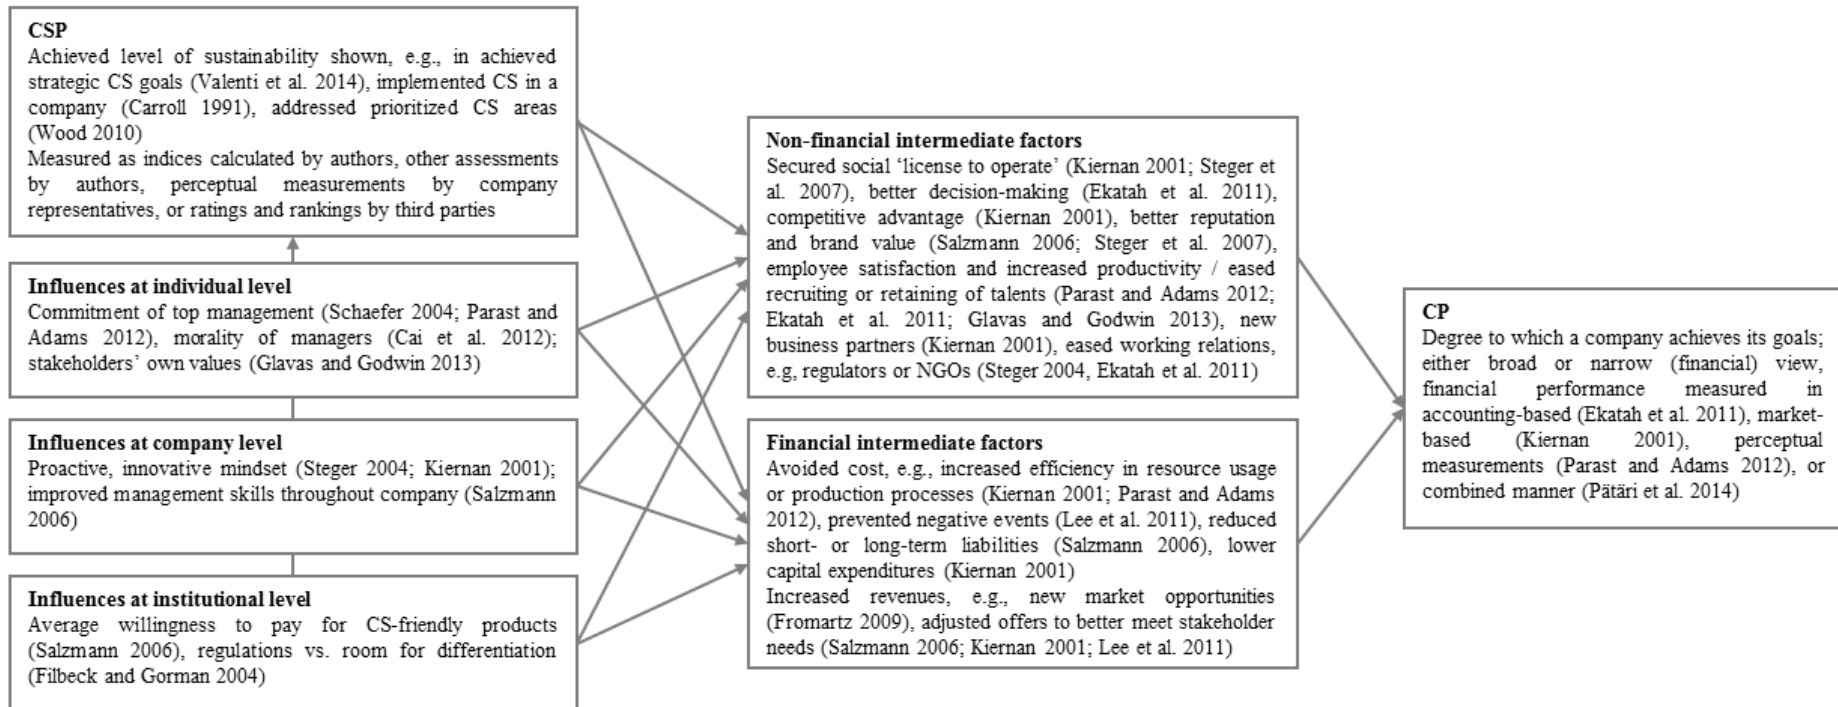 CSP
Achieved level of sustainability shown, e.g., in achieved
strategic CS goals (Valenti et al. 2014), implemented CS in a
company (Carroll 1991), addressed prioritized CS areas
(Wood 2010)
Measured as indices calculated by authors, other assessments
by authors, perceptual measurements by company
representatives, or ratings and rankings by third parties
Influences at individual level
Commitment of top management (Schaefer 2004; Parast and
Adams 2012), morality of managers (Cai et al. 2012);
stakeholders’ own values (Glavas and Godwin 2013)
Influences at company level
Proactive, innovative mindset (Steger 2004; Kiernan 2001);
improved management skills throughout company (Salzmann
2006)
Influences at institutional level
Average willingness to pay for CS-friendly products
(Salzmann 2006), regulations vs. room for differentiation
(Filbeck and Gorman 2004)
Non-financial intermediate factors
Secured social ‘license to operate’ (Kiernan 2001; Steger et
al. 2007), better decision-making (Ekatah et al. 2011),
competitive advantage (Kiernan 2001), better reputation
and brand value (Salzmann 2006; Steger et al. 2007),
employee satisfaction and increased productivity / eased
recruiting or retaining of talents (Parast and Adams 2012;
Ekatah et al. 2011; Glavas and Godwin 2013), new
business partners (Kiernan 2001), eased working relations,
e.g, regulators or NGOs (Steger 2004, Ekatah et al. 2011)
Financial intermediate factors
Avoided cost, e.g., increased efficiency in resource usage
or production processes (Kiernan 2001; Parast and Adams
2012), prevented negative events (Lee et al. 2011), reduced
short- or long-term liabilities (Salzmann 2006), lower
capital expenditures (Kiernan 2001)
Increased revenues, e.g., new market opportunities
(Fromartz 2009), adjusted offers to better meet stakeholder
needs (Salzmann 2006; Kiernan 2001; Lee et al. 2011)
CP
Degree to which a company achieves its goals;
either broad or narrow (financial) view,
financial performance measured in
accounting-based (Ekatah et al. 2011), market-
based (Kiernan 2001), perceptual
measurements (Parast and Adams 2012), or
combined manner (Pätäri et al. 2014)